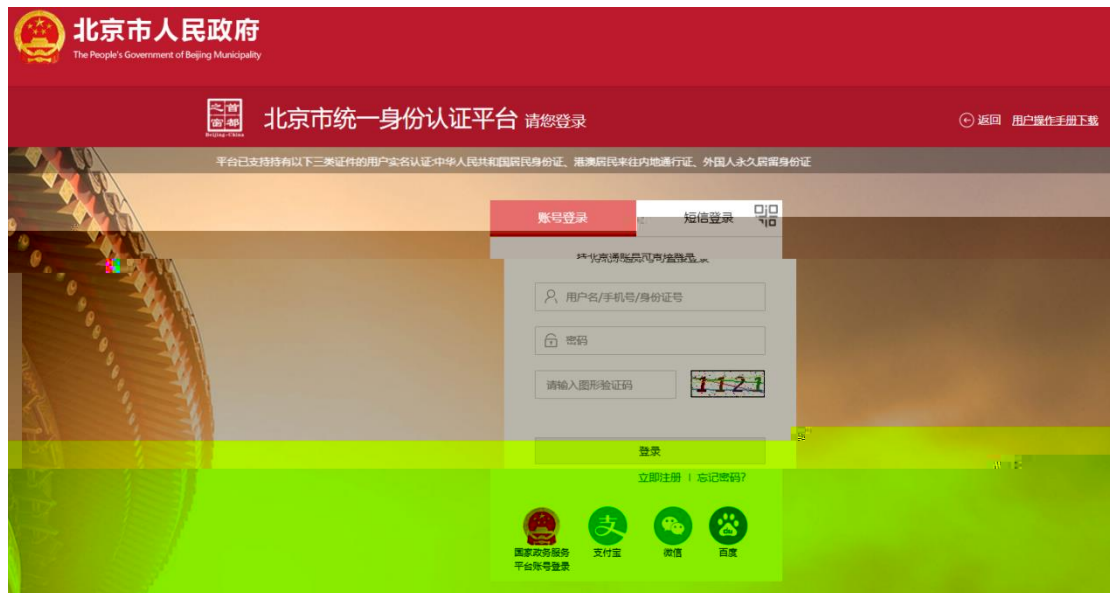 北京市人民政府
The People's Government of Beijing Municipality
首都之窗
Beijing-China
北京市统一身份认证平台 请您登录
返回 用户操作手册下载
平台已支持持有以下三类证件的用户实名认证:中华人民共和国居民身份证、港澳居民来往内地通行证、外国人永久居留身份证
账号登录 短信登录
用户名/手机号/身份证号
密码
请输入图形验证码 1121
登录
立即注册 | 忘记密码?
国家政务服务 支付宝 微信 百度
平台账号登录